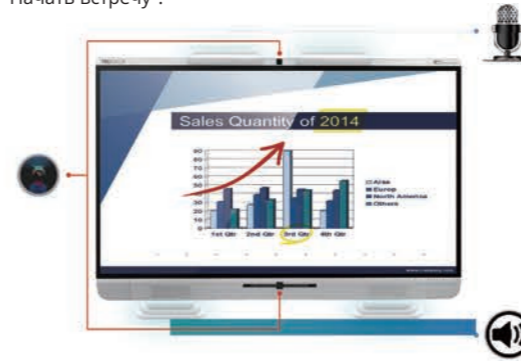 Начать встречу".
Sales Quantity of 2014
90
80
70
60
50
40
30
20
10
0
1st Qtr 2nd Qtr 3rd Qtr 4th Qtr
Aisa
Europ
North America
Others